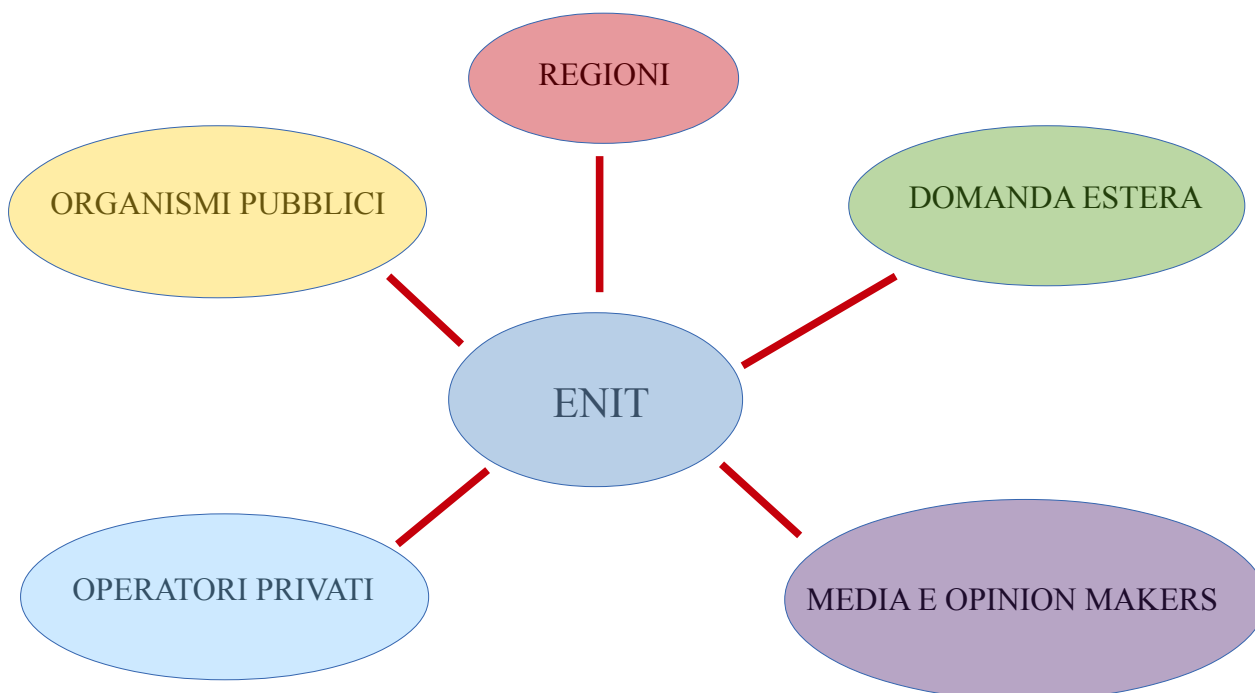 REGIONI
ORGANISMI PUBBLICI
DOMANDA ESTERA
ENIT
OPERATORI PRIVATI
MEDIA E OPINION MAKERS